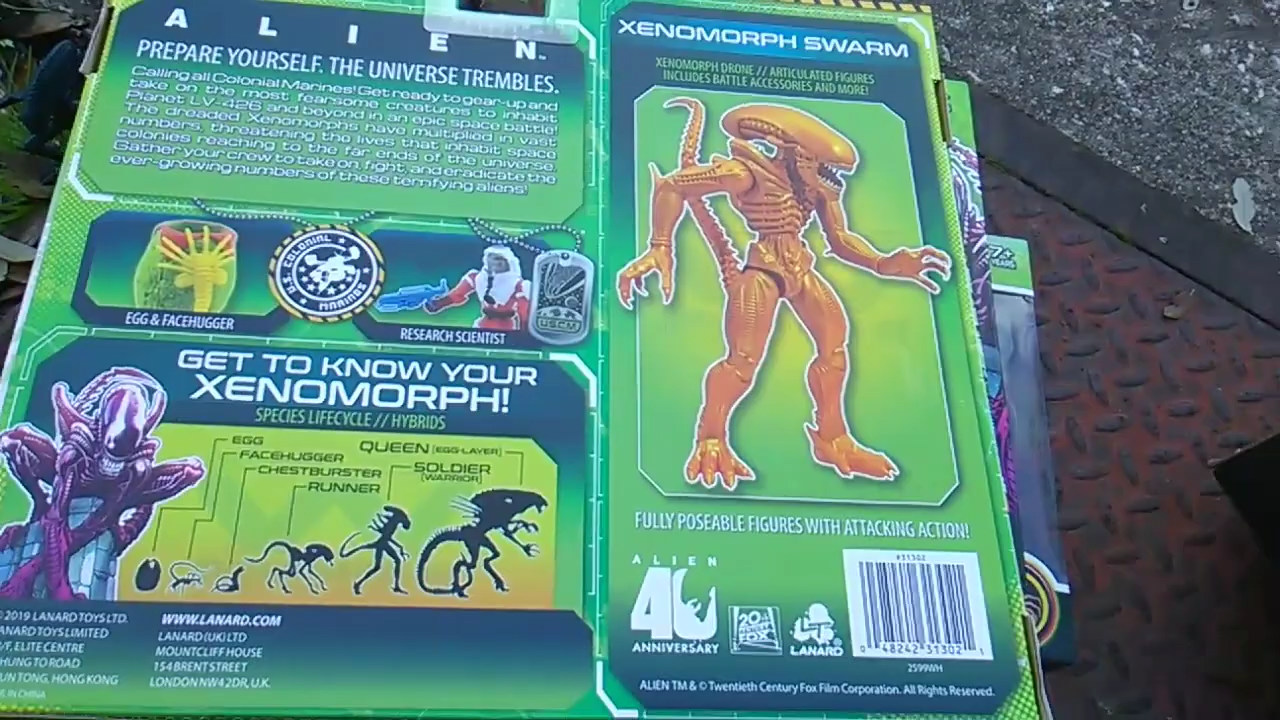 ALIEN™
PREPARE YOURSELF. THE UNIVERSE TREMBLES.
Calling all Colonial Marines! Get ready to gear-up and
take on the most fearsome creatures to inhabit
Planet LV-426 and beyond in an epic space battle!
The dreaded Xenomorphs have multiplied in vast
numbers, threatening the lives that inhabit space
colonies reaching to the far ends of the universe.
Gather your crew to take on, fight, and eradicate the
ever-growing numbers of these terrifying aliens!
EGG & FACEHUGGER
COLONIAL
MARINES
U.S.
RESEARCH SCIENTIST
USCM
GET TO KNOW YOUR
XENOMORPH!
SPECIES LIFECYCLE // HYBRIDS
EGG
FACEHUGGER
CHESTBURSTER
RUNNER
QUEEN (EGG-LAYER)
SOLDIER
(WARRIOR)
©2019 LANARD TOYS LTD.
LANARD TOYS LIMITED
/F, ELITE CENTRE
HUNG TO ROAD
UN TONG, HONG KONG
IN CHINA
WWW.LANARD.COM
LANARD (UK) LTD
MOUNTCLIFF HOUSE
154 BRENT STREET
LONDON NW4 2DR, U.K.
XENOMORPH SWARM
XENOMORPH DRONE // ARTICULATED FIGURES
INCLUDES BATTLE ACCESSORIES AND MORE!
FULLY POSEABLE FIGURES WITH ATTACKING ACTION!
ALIEN
40
ANNIVERSARY
20th CENTURY FOX
LANARD
#31302
0 48242 31302 1
2599WH
ALIEN TM & © Twentieth Century Fox Film Corporation. All Rights Reserved.
7+
YEARS